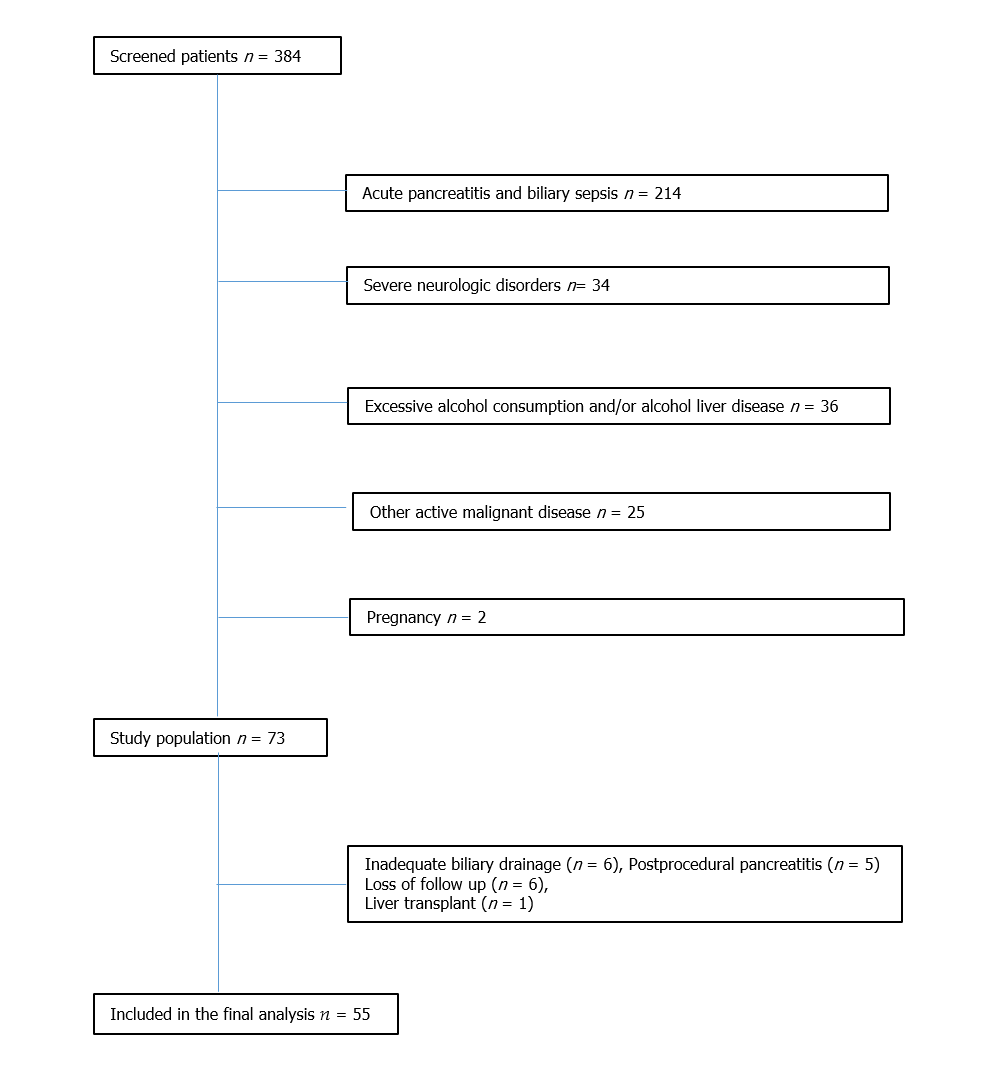 Screened patients n = 384
Acute pancreatitis and biliary sepsis n = 214
Severe neurologic disorders n= 34
Excessive alcohol consumption and/or alcohol liver disease n = 36
Other active malignant disease n = 25
Pregnancy n = 2
Study population n = 73
Inadequate biliary drainage (n = 6), Postprocedural pancreatitis (n = 5)
Loss of follow up (n = 6),
Liver transplant (n = 1)
Included in the final analysis n = 55